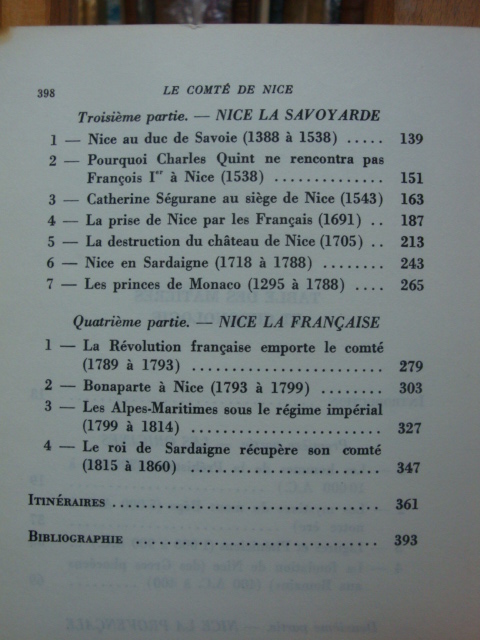 398 LE COMTÉ DE NICE
Troisième partie. — NICE LA SAVOYARDE
1 — Nice au duc de Savoie (1388 à 1538) ..... 139
2 — Pourquoi Charles Quint ne rencontra pas
François Iᵉʳ à Nice (1538) ............... 151
3 — Catherine Ségurane au siège de Nice (1543) 163
4 — La prise de Nice par les Français (1691) .. 187
5 — La destruction du château de Nice (1705) .. 213
6 — Nice en Sardaigne (1718 à 1788) ........ 243
7 — Les princes de Monaco (1295 à 1788) .... 265
Quatrième partie. — NICE LA FRANÇAISE
1 — La Révolution française emporte le comté
(1789 à 1793) ......................... 279
2 — Bonaparte à Nice (1793 à 1799) ......... 303
3 — Les Alpes-Maritimes sous le régime impérial
(1799 à 1814) ......................... 327
4 — Le roi de Sardaigne récupère son comté
(1815 à 1860) ......................... 347
ITINÉRAIRES ................................ 361
BIBLIOGRAPHIE .............................. 393